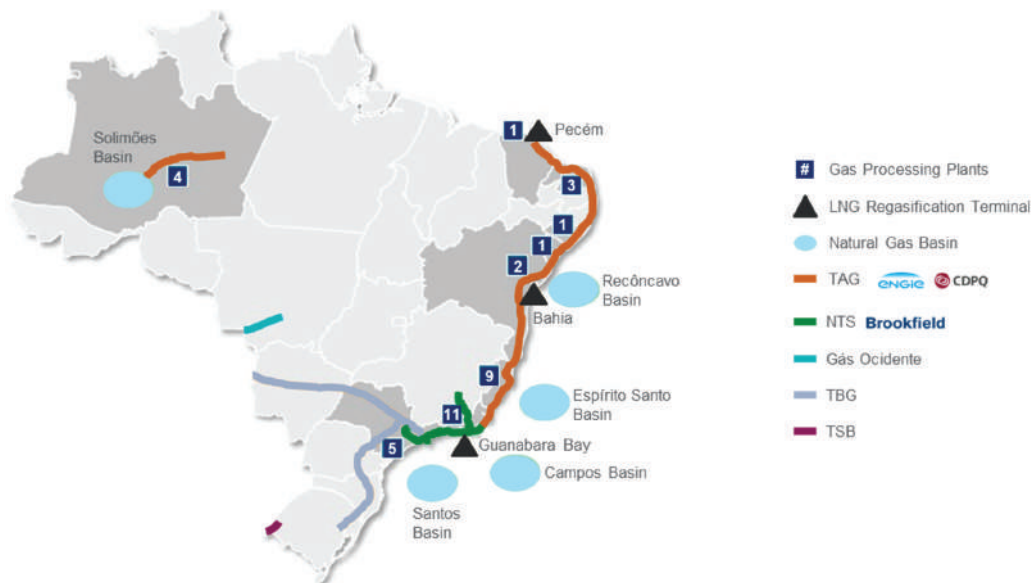 Solimões
Basin
4
1
Pecém
3
1
1
2
Recôncavo
Basin
Bahia
9
Espírito Santo
Basin
11
5
Guanabara Bay
Campos Basin
Santos
Basin
# Gas Processing Plants
LNG Regasification Terminal
Natural Gas Basin
TAG ENGIE CDPQ
NTS Brookfield
Gás Ocidente
TBG
TSB